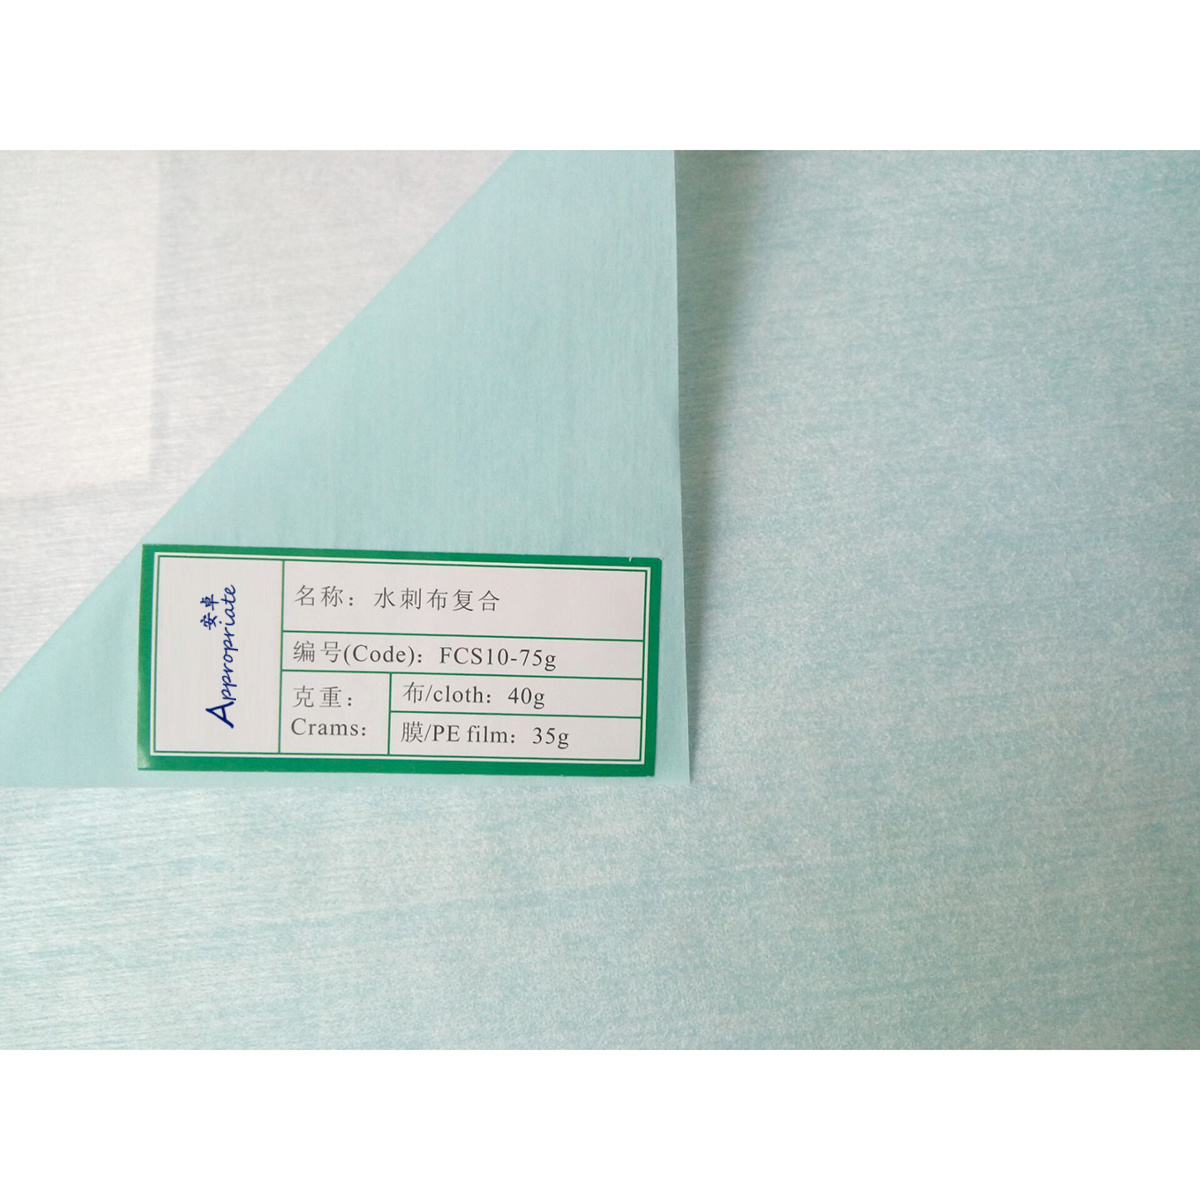 安卓
Appropriate
名称：水刺布复合
编号(Code)：FCS10-75g
克重：
Crams:
布/cloth：40g
膜/PE film：35g